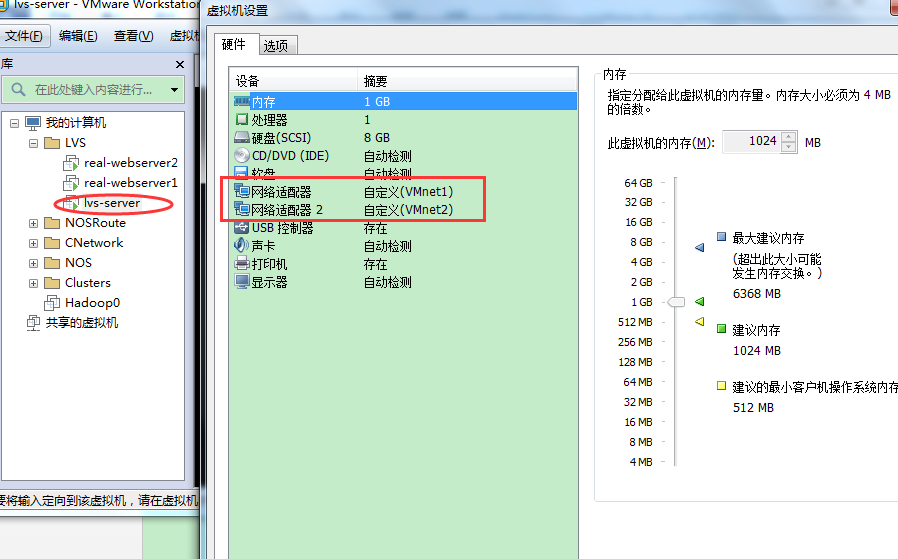 lvs-server - VMware Workstation
文件(F) 编辑(E) 查看(V)
库
在此处键入内容进行...
我的计算机
LVS
real-webserver2
real-webserver1
lvs-server
NOSRoute
CNetwork
NOS
Clusters
Hadoop0
共享的虚拟机
要将输入定向到该虚拟机，请在虚拟机
虚拟机设置
硬件 选项
设备 摘要
内存 1 GB
处理器 1
硬盘(SCSI) 8 GB
CD/DVD (IDE) 自动检测
软盘 自动检测
网络适配器 自定义(VMnet1)
网络适配器 2 自定义(VMnet2)
USB 控制器 存在
声卡 自动检测
打印机 存在
显示器 自动检测
内存
指定分配给此虚拟机的内存量。内存大小必须为 4 MB
的倍数。
此虚拟机的内存(M): 1024 MB
64 GB
32 GB
16 GB
8 GB
4 GB
2 GB
1 GB
512 MB
256 MB
128 MB
64 MB
32 MB
16 MB
8 MB
4 MB
最大建议内存
(超出此大小可能
发生内存交换。)
6368 MB
建议内存
1024 MB
建议的最小客户机操作系统内存
512 MB